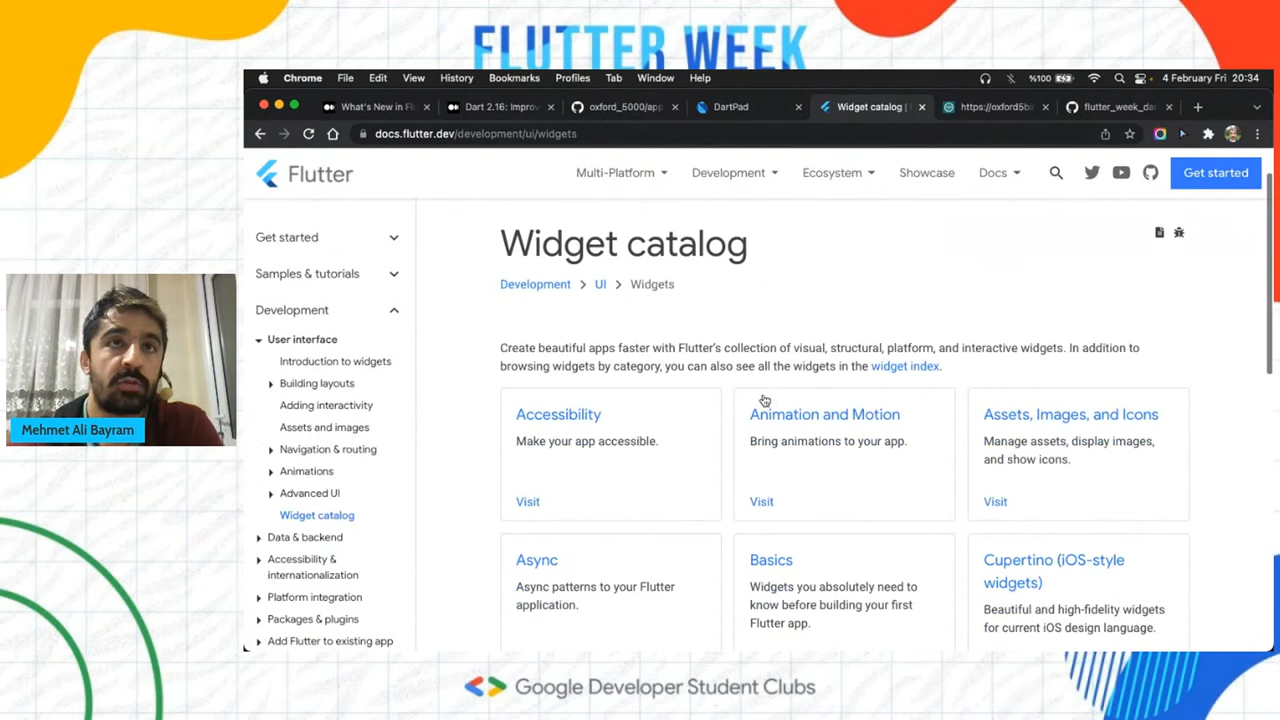 FLUTTER WEEK
Chrome File Edit View History Bookmarks Profiles Tab Window Help
%100
4 February Fri 20:34
What's New in Fl
Dart 2.16: Improv
oxford_5000/app
DartPad
Widget catalog |
https://oxford5bi
flutter_week_da
docs.flutter.dev/development/ui/widgets
Flutter
Multi-Platform
Development
Ecosystem
Showcase
Docs
Get started
Get started
Samples & tutorials
Development
User interface
Introduction to widgets
Building layouts
Adding interactivity
Assets and images
Navigation & routing
Animations
Advanced UI
Widget catalog
Data & backend
Accessibility &
internationalization
Platform integration
Packages & plugins
Add Flutter to existing app
Widget catalog
Development > UI > Widgets
Create beautiful apps faster with Flutter's collection of visual, structural, platform, and interactive widgets. In addition to
browsing widgets by category, you can also see all the widgets in the widget index.
Accessibility
Make your app accessible.
Visit
Animation and Motion
Bring animations to your app.
Visit
Assets, Images, and Icons
Manage assets, display images,
and show icons.
Visit
Async
Async patterns to your Flutter
application.
Basics
Widgets you absolutely need to
know before building your first
Flutter app.
Cupertino (iOS-style
widgets)
Beautiful and high-fidelity widgets
for current iOS design language.
Mehmet Ali Bayram
Google Developer Student Clubs